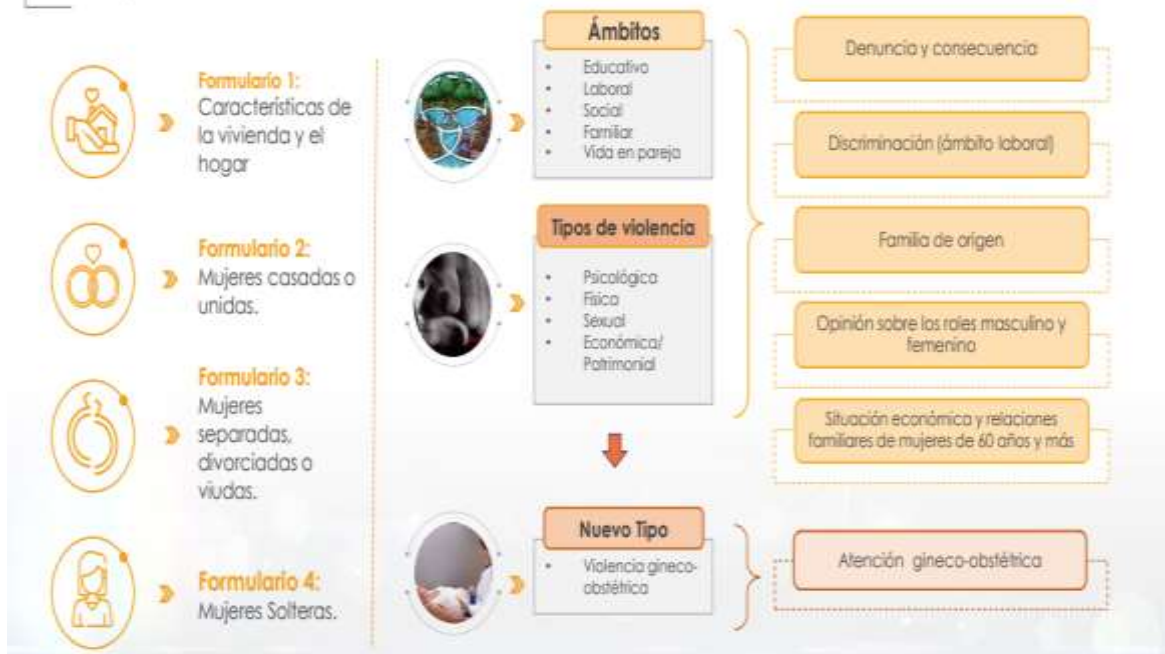 Formulario 1:
Características de
la vivienda y el
hogar
Formulario 2:
Mujeres casadas o
unidas.
Formulario 3:
Mujeres
separadas,
divorciadas o
viudas.
Formulario 4:
Mujeres Solteras.
Ámbitos
• Educativo
• Laboral
• Social
• Familiar
• Vida en pareja
Tipos de violencia
• Psicológica
• Física
• Sexual
• Económica/
Patrimonial
Nuevo Tipo
• Violencia gineco-
obstétrica
Denuncia y consecuencia
Discriminación (ámbito laboral)
Familia de origen
Opinión sobre los roles masculino y
femenino
Situación económica y relaciones
familiares de mujeres de 60 años y más
Atención gineco-obstétrica